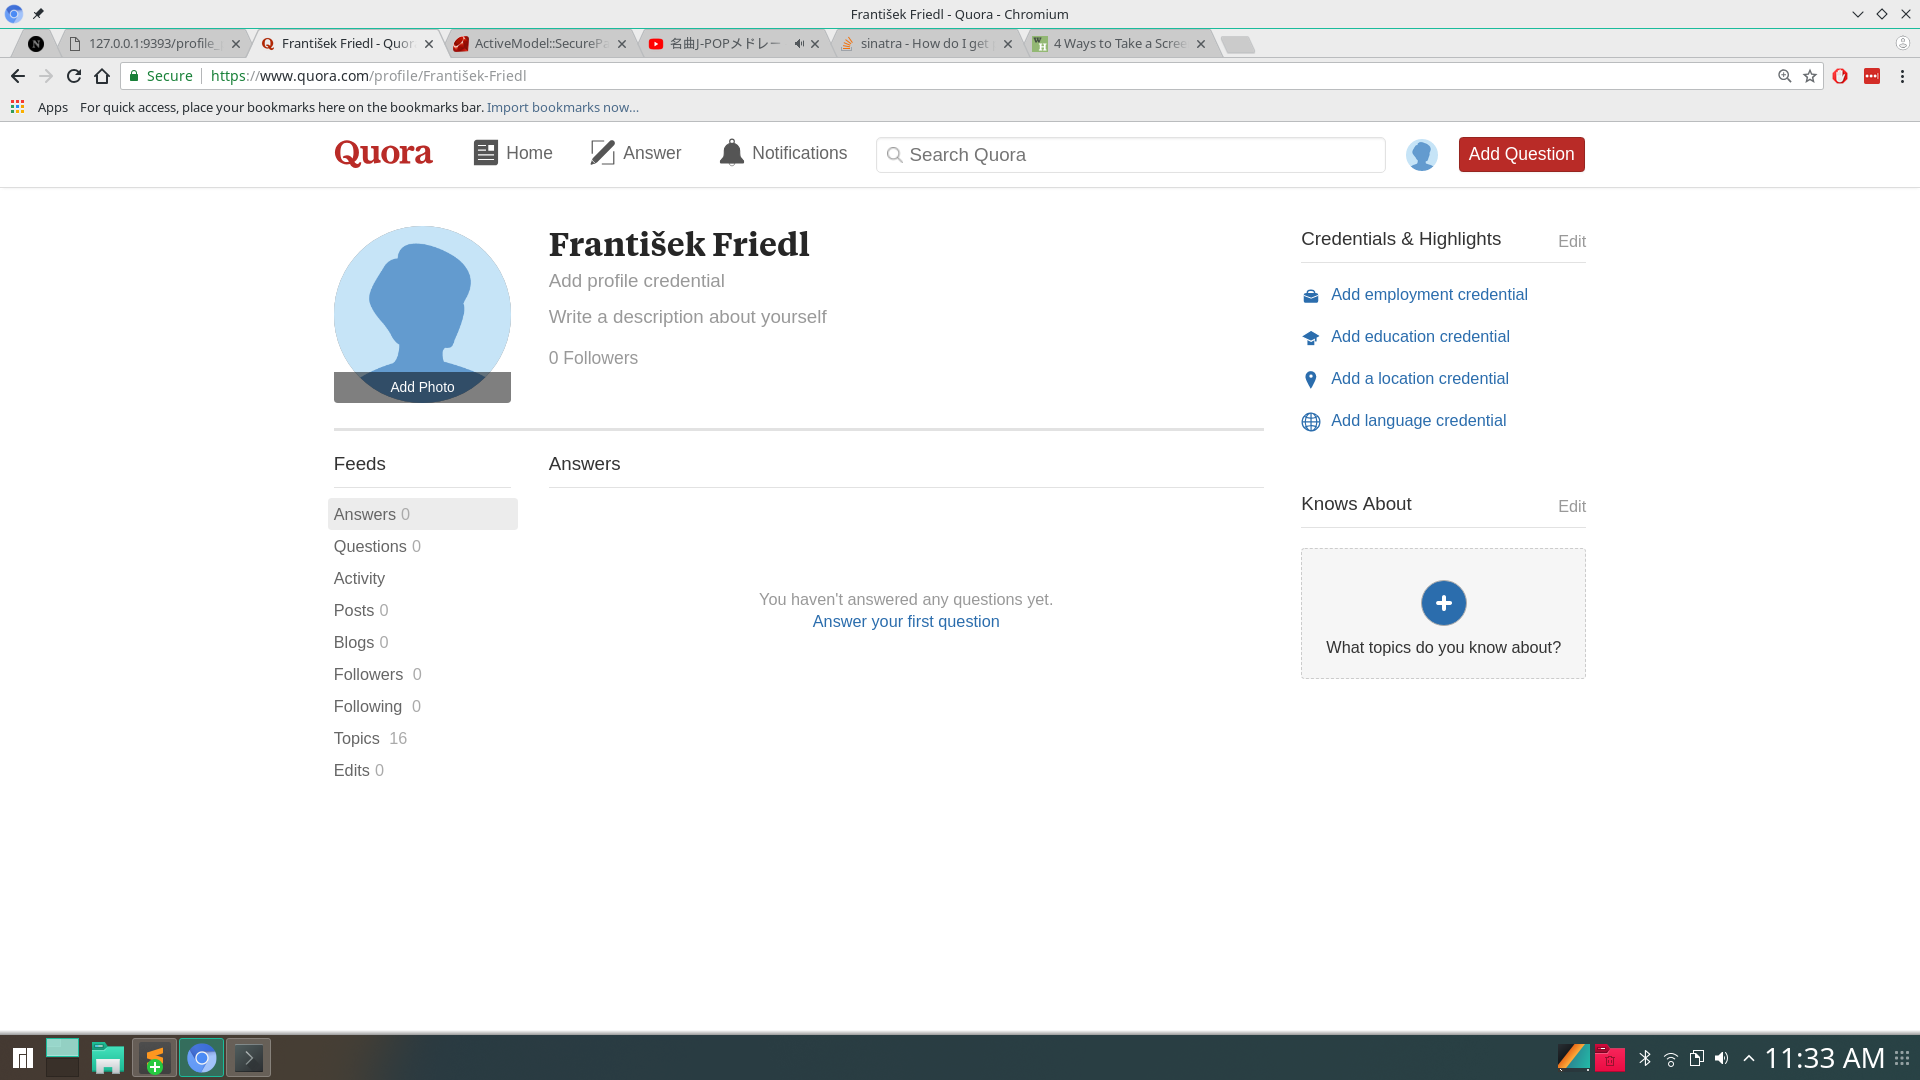 František Friedl - Quora - Chromium
N
127.0.0.1:9393/profile_
František Friedl - Quor
ActiveModel::SecurePa
名曲J-POPメドレー
sinatra - How do I get
4 Ways to Take a Scree
Secure
https://www.quora.com/profile/František-Friedl
Apps
For quick access, place your bookmarks here on the bookmarks bar. Import bookmarks now...
Quora
Home
Answer
Notifications
Search Quora
Add Question
František Friedl
Add profile credential
Write a description about yourself
0 Followers
Add Photo
Credentials & Highlights
Edit
Add employment credential
Add education credential
Add a location credential
Add language credential
Feeds
Answers 0
Questions 0
Activity
Posts 0
Blogs 0
Followers 0
Following 0
Topics 16
Edits 0
Answers
You haven't answered any questions yet.
Answer your first question
Knows About
Edit
What topics do you know about?
11:33 AM